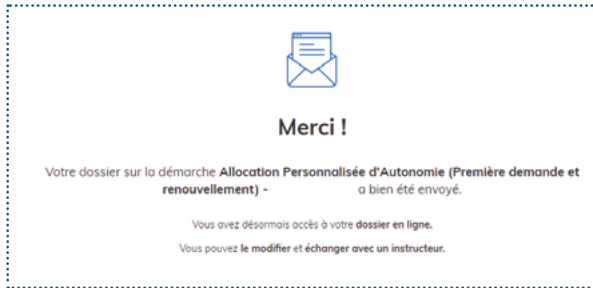 Merci !
Votre dossier sur la démarche Allocation Personnalisée d'Autonomie (Première demande et
renouvellement) - a bien été envoyé.
Vous avez désormais accès à votre dossier en ligne.
Vous pouvez le modifier et échanger avec un instructeur.